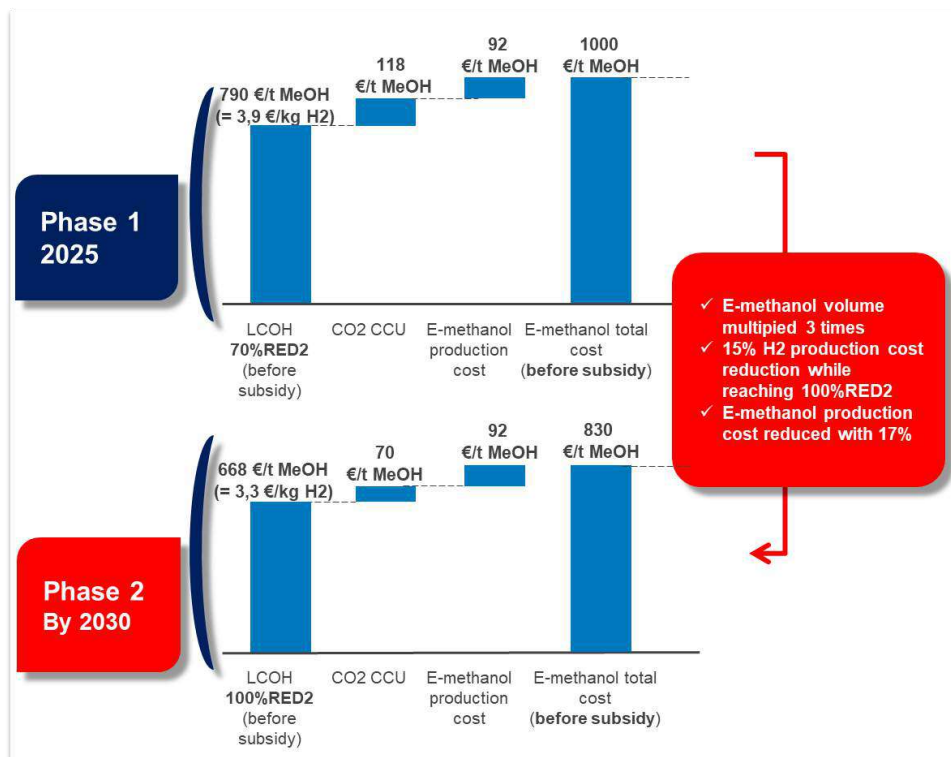 92
€/t MeOH
1000
€/t MeOH
118
€/t MeOH
790 €/t MeOH
(= 3,9 €/kg H2)
Phase 1
2025
LCOH
70%RED2
(before
subsidy)
CO2 CCU
E-methanol
production
cost
E-methanol total
cost
(before subsidy)
✓ E-methanol volume
multipied 3 times
✓ 15% H2 production cost
reduction while
reaching 100%RED2
✓ E-methanol production
cost reduced with 17%
668 €/t MeOH
(= 3,3 €/kg H2)
70
€/t MeOH
92
€/t MeOH
830
€/t MeOH
Phase 2
By 2030
LCOH
100%RED2
(before
subsidy)
CO2 CCU
E-methanol
production
cost
E-methanol total
cost
(before subsidy)